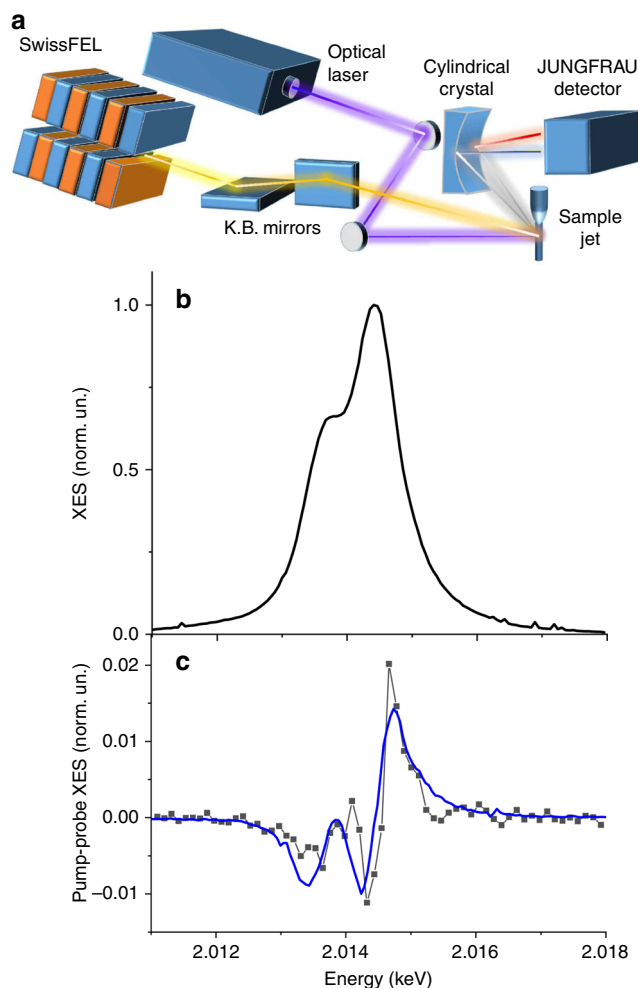 a
SwissFEL
Optical
laser
Cylindrical
crystal
JUNGFRAU
detector
K.B. mirrors
Sample
jet
b
1.0
0.5
0.0
XES (norm. un.)
c
0.02
0.01
0.00
−0.01
Pump-probe XES (norm. un.)
2.012
2.014
2.016
2.018
Energy (keV)